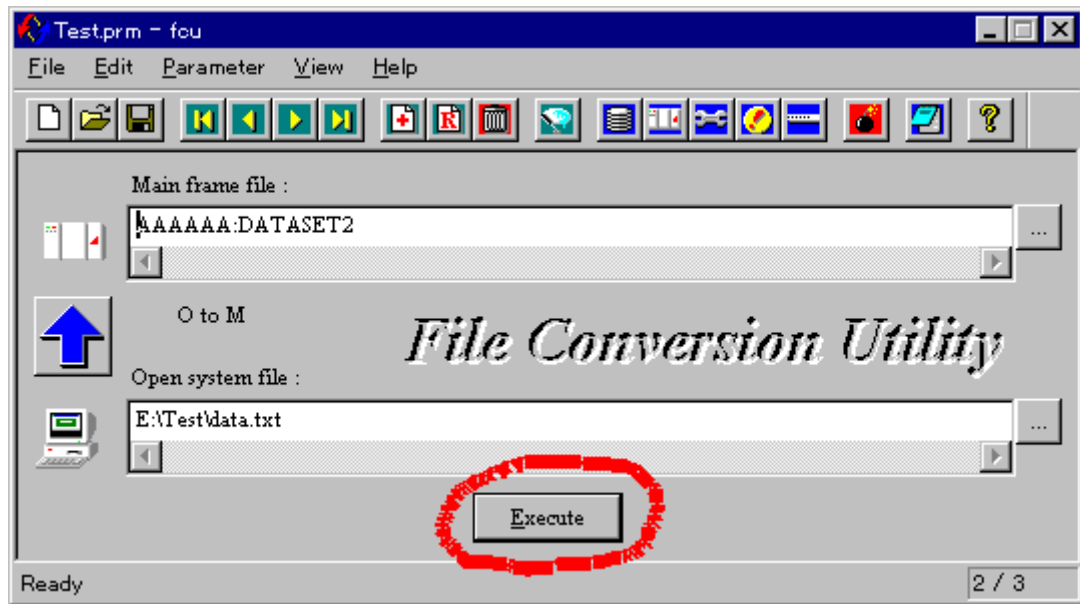 Test.prm - fcu
File Edit Parameter View Help
R ?
Main frame file :
AAAAAA:DATASET2
...
O to M
File Conversion Utility
Open system file :
E:\Test\data.txt
...
Execute
Ready
2 / 3